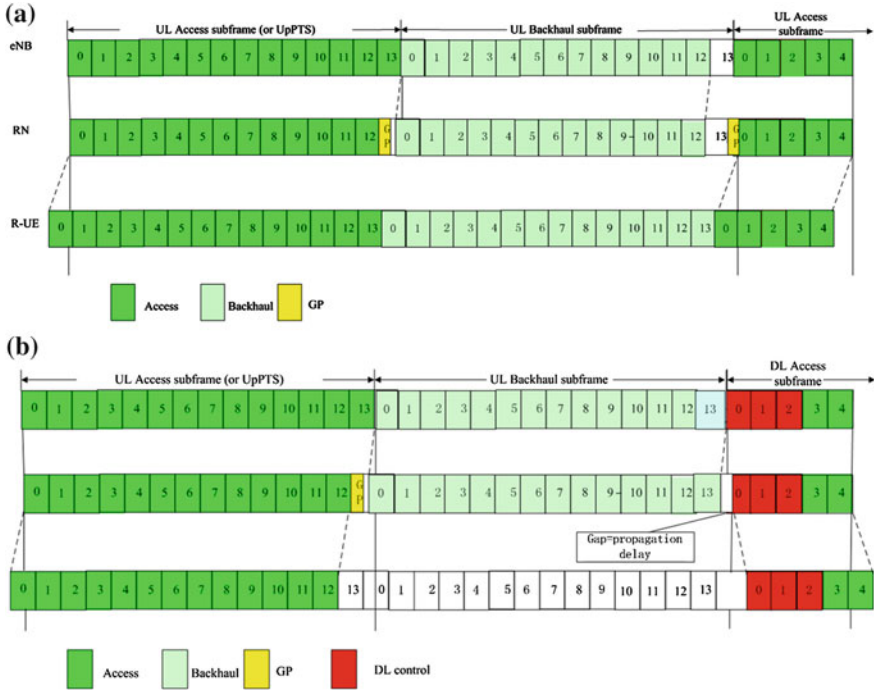 (a)
UL Access subframe (or UpPTS) UL Backhaul subframe UL Access
subframe
eNB 0 1 2 3 4 5 6 7 8 9 10 11 12 13 0 1 2 3 4 5 6 7 8 9 10 11 12 13 0 1 2 3 4
RN 0 1 2 3 4 5 6 7 8 9 10 11 12 GP 0 1 2 3 4 5 6 7 8 9- 10 11 12 13 GP 0 1 2 3 4
R-UE 0 1 2 3 4 5 6 7 8 9 10 11 12 13 0 1 2 3 4 5 6 7 8 9 10 11 12 13 0 1 2 3 4
Access Backhaul GP
(b)
UL Access subframe (or UpPTS) UL Backhaul subframe DL Access
subframe
0 1 2 3 4 5 6 7 8 9 10 11 12 13 0 1 2 3 4 5 6 7 8 9 10 11 12 13 0 1 2 3 4
0 1 2 3 4 5 6 7 8 9 10 11 12 GP 0 1 2 3 4 5 6 7 8 9- 10 11 12 13 0 1 2 3 4
Gap=propagation
delay
0 1 2 3 4 5 6 7 8 9 10 11 12 13 0 1 2 3 4 5 6 7 8 9 10 11 12 13 0 1 2 3 4
Access Backhaul GP DL control